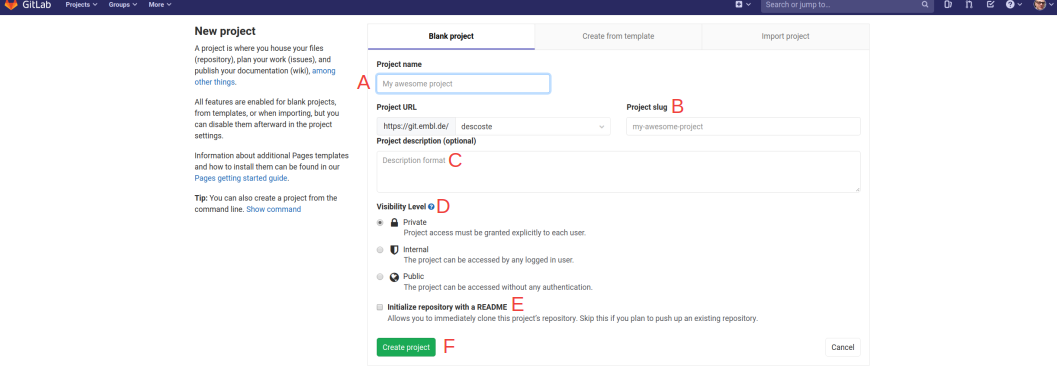 GitLab Projects Groups More Search or jump to...
New project
A project is where you house your files
(repository), plan your work (issues), and
publish your documentation (wiki), among
other things.
All features are enabled for blank projects,
from templates, or when importing, but you
can disable them afterward in the project
settings.
Information about additional Pages templates
and how to install them can be found in our
Pages getting started guide.
Tip: You can also create a project from the
command line. Show command
Blank project Create from template Import project
Project name
A My awesome project
Project URL Project slug B
https://git.embl.de/ descoste my-awesome-project
Project description (optional)
Description format C
Visibility Level D
Private
Project access must be granted explicitly to each user.
Internal
The project can be accessed by any logged in user.
Public
The project can be accessed without any authentication.
Initialize repository with a README E
Allows you to immediately clone this project's repository. Skip this if you plan to push up an existing repository.
Create project F Cancel